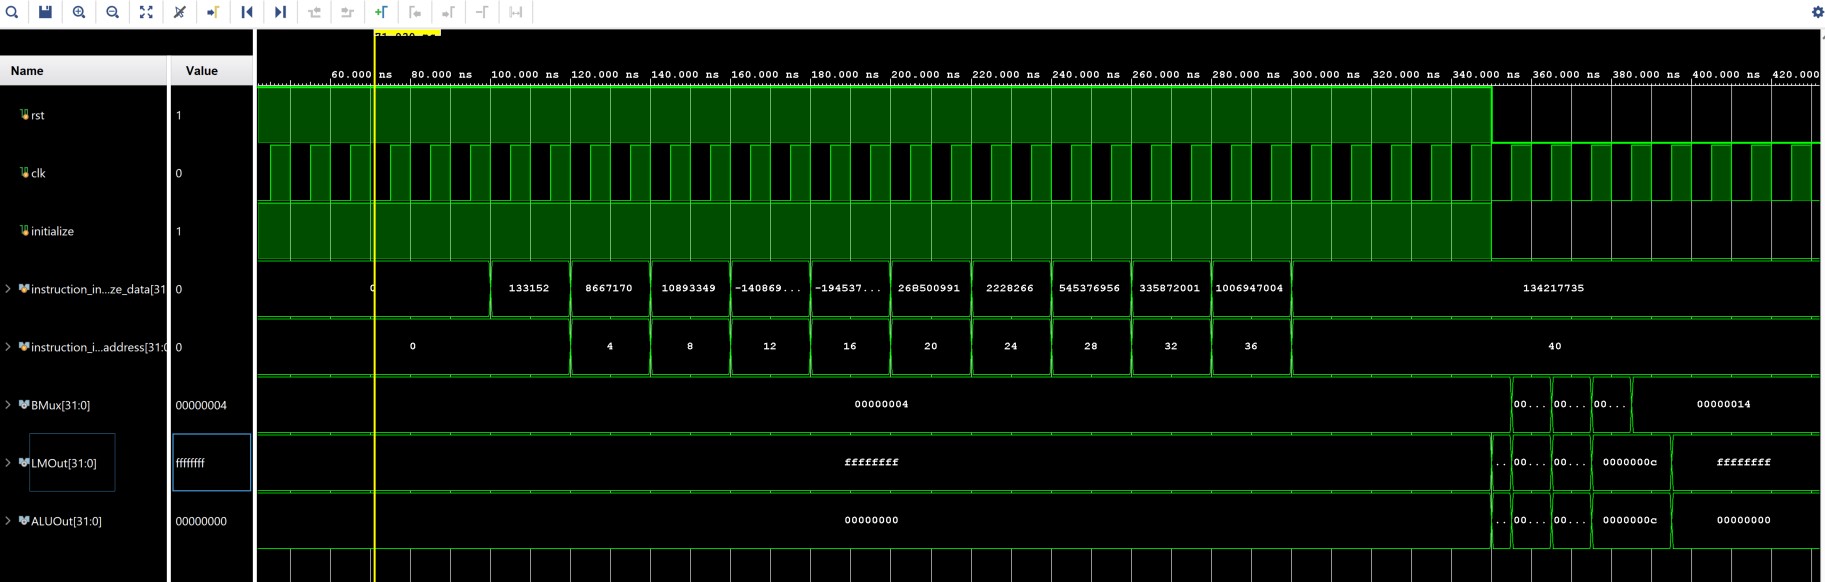 71.020 ns
Name Value
60.000 ns 80.000 ns 100.000 ns 120.000 ns 140.000 ns 160.000 ns 180.000 ns 200.000 ns 220.000 ns 240.000 ns 260.000 ns 280.000 ns 300.000 ns 320.000 ns 340.000 ns 360.000 ns 380.000 ns 400.000 ns 420.000
rst 1
clk 0
initialize 1
instruction_in...ze_data[31 0 0 133152 8667170 10893349 -140869... -194537... 268500991 2228266 545376956 335872001 1006947004 134217735
instruction_i...address[31:0 0 0 4 8 12 16 20 24 28 32 36 40
BMux[31:0] 00000004 00000004 00... 00... 00... 00000014
LMOut[31:0] ffffffff ffffffff .. 00... 00... 0000000c ffffffff
ALUOut[31:0] 00000000 00000000 .. 00... 00... 0000000c 00000000